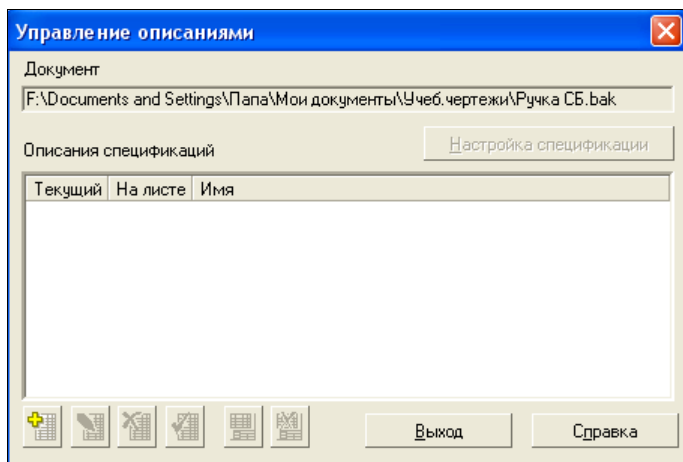 Управление описаниями
Документ
F:\Documents and Settings\Папа\Мои документы\Учеб.чертежи\Ручка СБ.bak
Описания спецификаций
Настройка спецификации
Текущий На листе Имя
Выход Справка